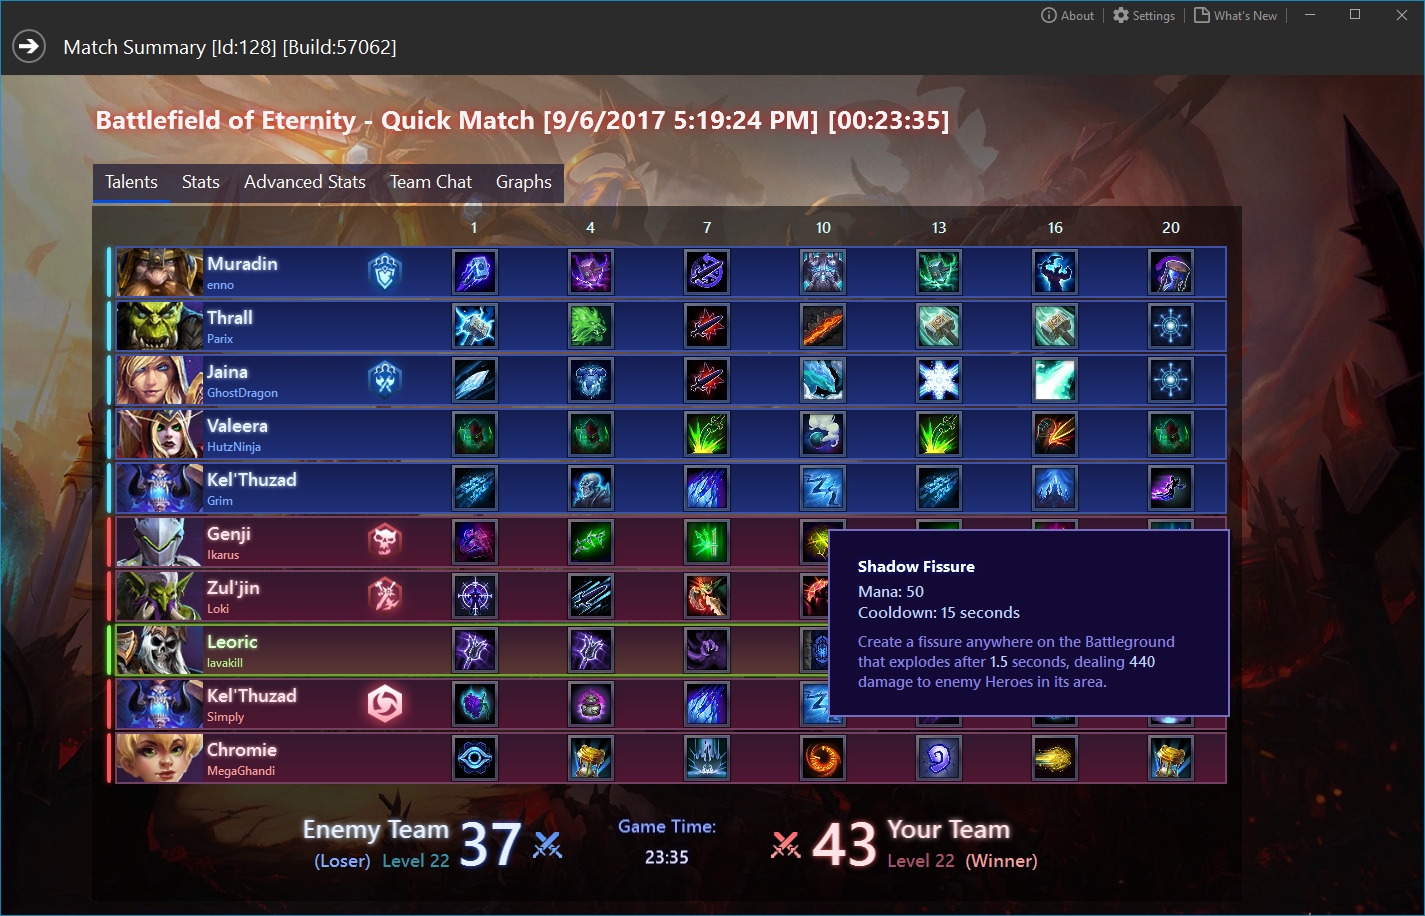 About
Settings
What's New
Match Summary [Id:128] [Build:57062]
Battlefield of Eternity - Quick Match [9/6/2017 5:19:24 PM] [00:23:35]
Talents Stats Advanced Stats Team Chat Graphs
1 4 7 10 13 16 20
Muradin
enno
Thrall
Parix
Jaina
GhostDragon
Valeera
HutzNinja
Kel'Thuzad
Grim
Genji
Ikarus
Zul'jin
Loki
Leoric
lavakill
Kel'Thuzad
Simply
Chromie
MegaGhandi
Shadow Fissure
Mana: 50
Cooldown: 15 seconds
Create a fissure anywhere on the Battleground
that explodes after 1.5 seconds, dealing 440
damage to enemy Heroes in its area.
Enemy Team 37
(Loser) Level 22
Game Time:
23:35
43 Your Team
Level 22 (Winner)